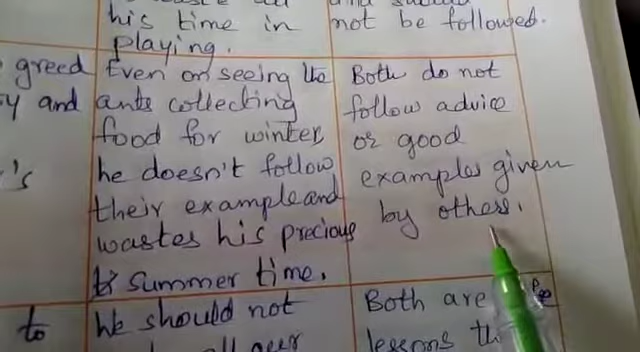 his time in
playing.
not be followed.
greed
y and
's
Even on seeing the
ants collecting
food for winter,
he doesn't follow
their example and
wastes his precious
summer time.
Both do not
follow advice
or good
examples given
by others.
to
We should not
our
Both are
lessons